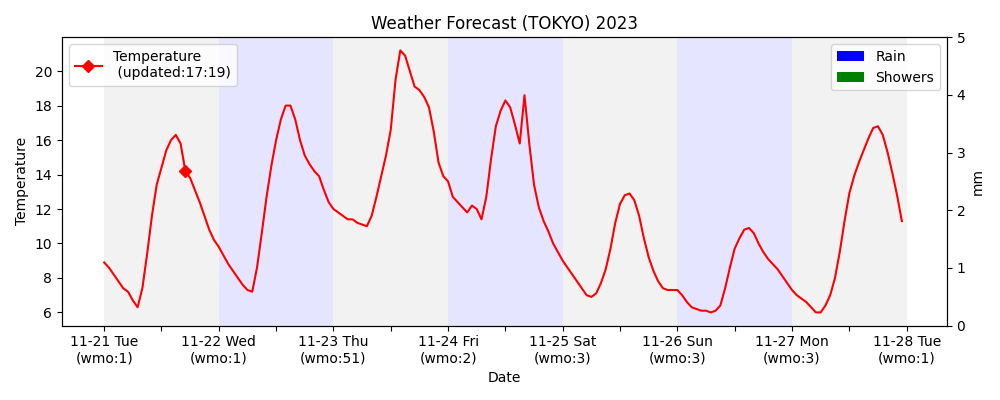 Weather Forecast (TOKYO) 2023
Temperature
(updated:17:19)
Rain
Showers
Temperature
20
18
16
14
12
10
8
6
5
4
3
2
1
0
mm
11-21 Tue
(wmo:1)
11-22 Wed
(wmo:1)
11-23 Thu
(wmo:51)
11-24 Fri
(wmo:2)
11-25 Sat
(wmo:3)
11-26 Sun
(wmo:3)
11-27 Mon
(wmo:3)
11-28 Tue
(wmo:1)
Date